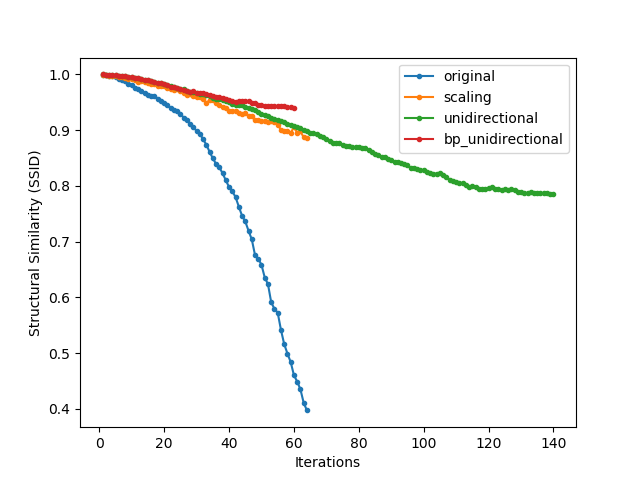 original
scaling
unidirectional
bp_unidirectional
1.0
0.9
0.8
0.7
0.6
0.5
0.4
Structural Similarity (SSID)
0 20 40 60 80 100 120 140
Iterations